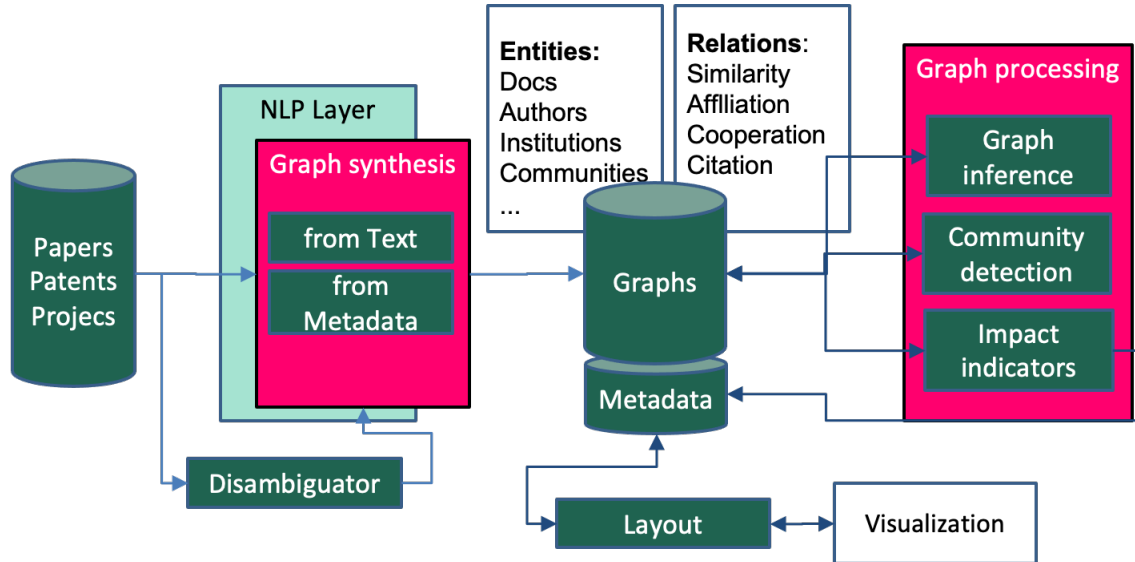 Entities:
Docs
Authors
Institutions
Communities
...
Relations:
Similarity
Afflliation
Cooperation
Citation
Graph processing
Graph
inference
Community
detection
Impact
indicators
NLP Layer
Graph synthesis
from Text
from
Metadata
Papers
Patents
Projecs
Graphs
Metadata
Disambiguator
Layout
Visualization